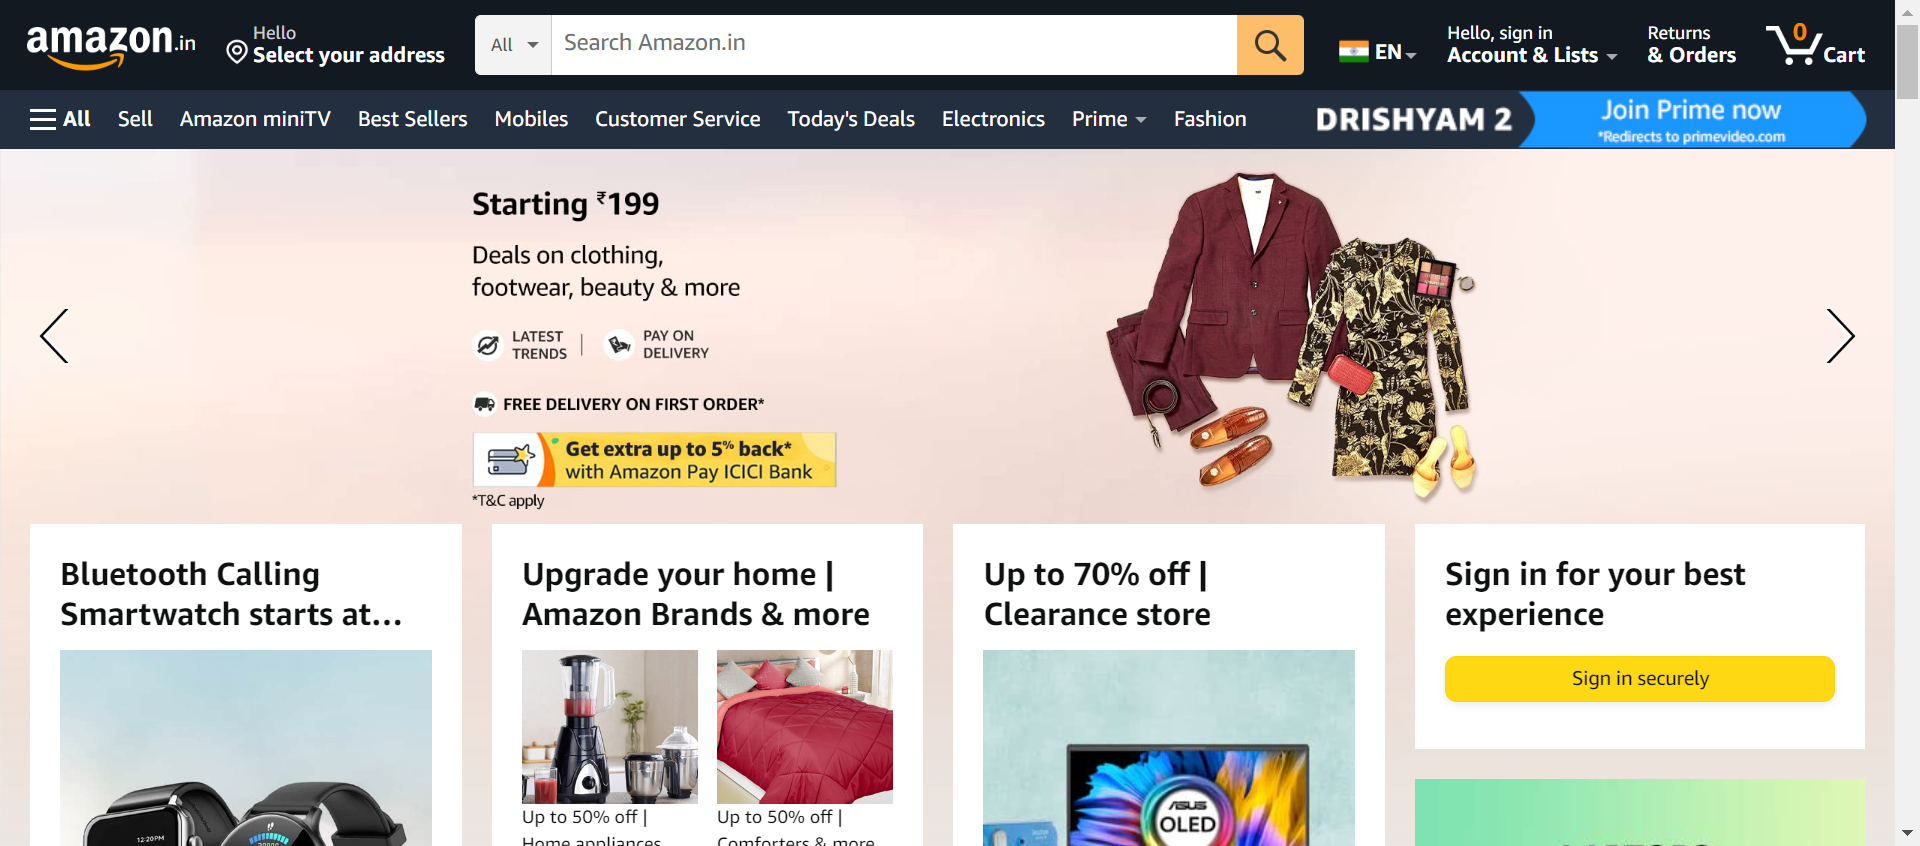 amazon.in
Hello
Select your address
All
Search Amazon.in
EN
Hello, sign in
Account & Lists
Returns
& Orders
0
Cart
All
Sell
Amazon miniTV
Best Sellers
Mobiles
Customer Service
Today's Deals
Electronics
Prime
Fashion
DRISHYAM 2
Join Prime now
*Redirects to primevideo.com
Starting ₹199
Deals on clothing,
footwear, beauty & more
LATEST
TRENDS
PAY ON
DELIVERY
FREE DELIVERY ON FIRST ORDER*
Get extra up to 5% back*
with Amazon Pay ICICI Bank
*T&C apply
Bluetooth Calling
Smartwatch starts at...
12:20PM
Upgrade your home |
Amazon Brands & more
Up to 50% off |
Home appliances
Up to 50% off |
Comforters & more
Up to 70% off |
Clearance store
ASUS
OLED
Sign in for your best
experience
Sign in securely